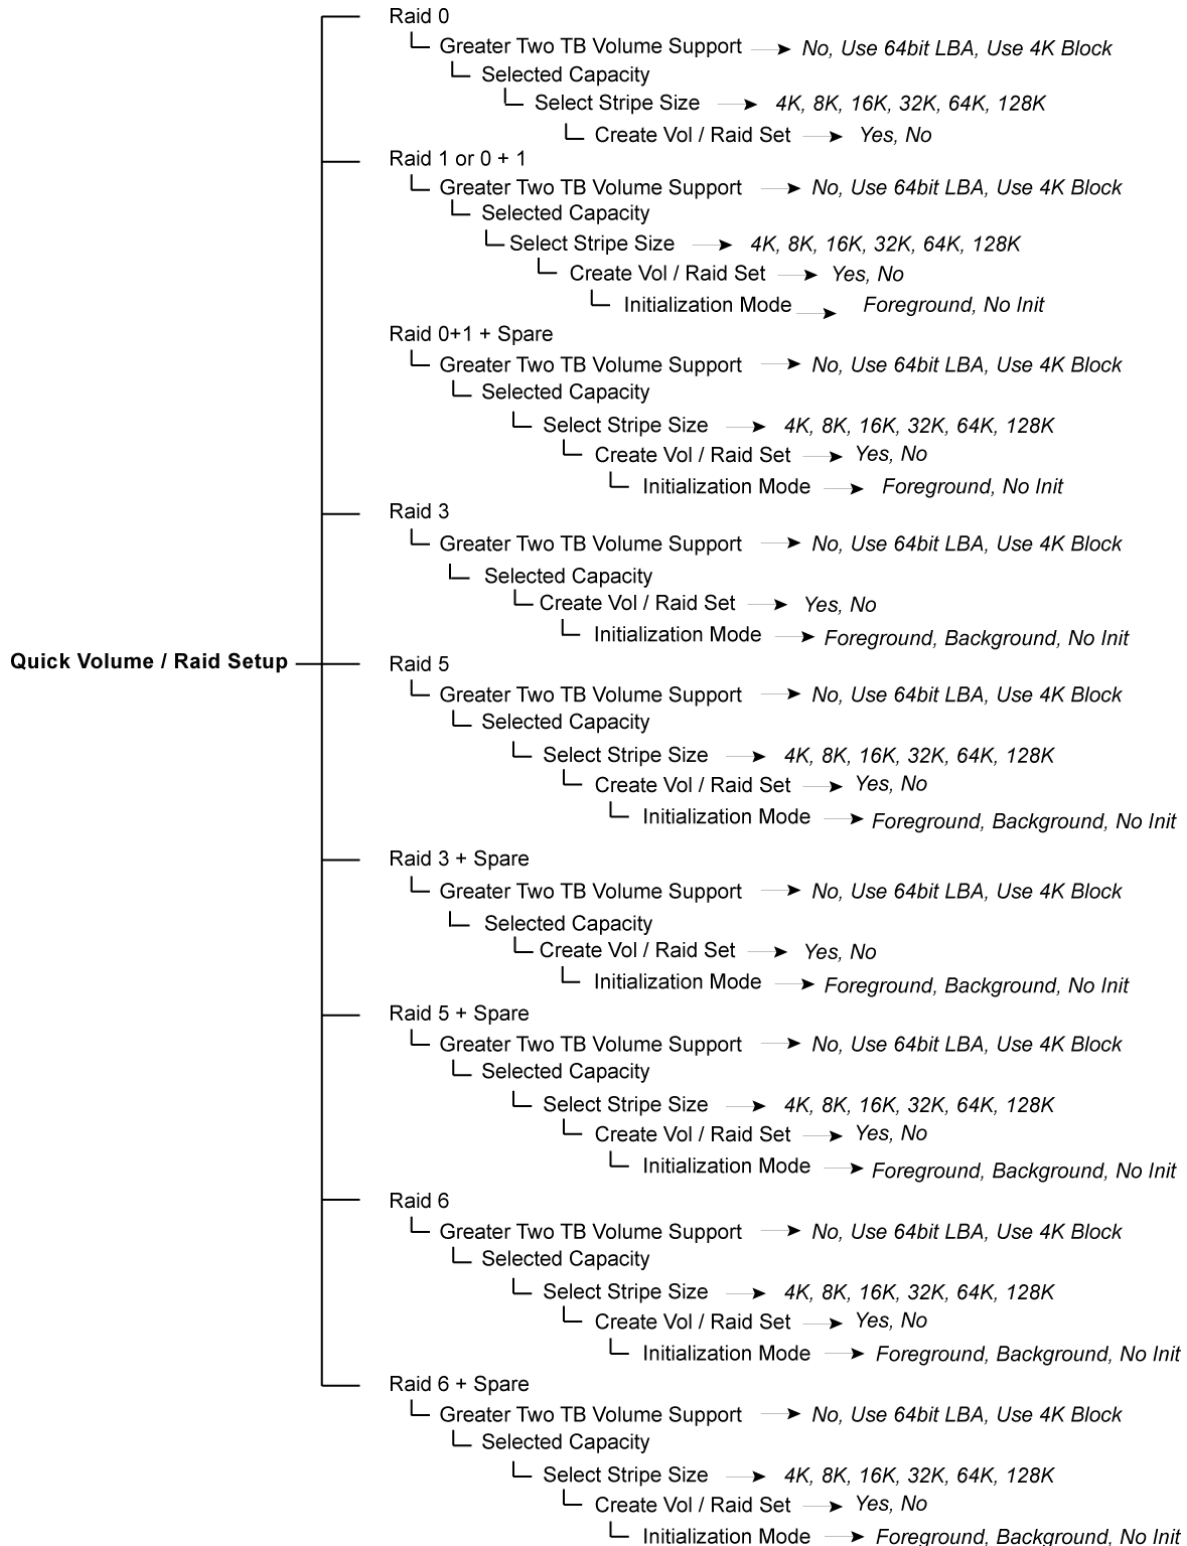 Raid 0
Greater Two TB Volume Support No, Use 64bit LBA, Use 4K Block
Selected Capacity
Select Stripe Size 4K, 8K, 16K, 32K, 64K, 128K
Create Vol / Raid Set Yes, No
Raid 1 or 0 + 1
Greater Two TB Volume Support No, Use 64bit LBA, Use 4K Block
Selected Capacity
Select Stripe Size 4K, 8K, 16K, 32K, 64K, 128K
Create Vol / Raid Set Yes, No
Initialization Mode Foreground, No Init
Raid 0+1 + Spare
Greater Two TB Volume Support No, Use 64bit LBA, Use 4K Block
Selected Capacity
Select Stripe Size 4K, 8K, 16K, 32K, 64K, 128K
Create Vol / Raid Set Yes, No
Initialization Mode Foreground, No Init
Raid 3
Greater Two TB Volume Support No, Use 64bit LBA, Use 4K Block
Selected Capacity
Create Vol / Raid Set Yes, No
Initialization Mode Foreground, Background, No Init
Quick Volume / Raid Setup
Raid 5
Greater Two TB Volume Support No, Use 64bit LBA, Use 4K Block
Selected Capacity
Select Stripe Size 4K, 8K, 16K, 32K, 64K, 128K
Create Vol / Raid Set Yes, No
Initialization Mode Foreground, Background, No Init
Raid 3 + Spare
Greater Two TB Volume Support No, Use 64bit LBA, Use 4K Block
Selected Capacity
Create Vol / Raid Set Yes, No
Initialization Mode Foreground, Background, No Init
Raid 5 + Spare
Greater Two TB Volume Support No, Use 64bit LBA, Use 4K Block
Selected Capacity
Select Stripe Size 4K, 8K, 16K, 32K, 64K, 128K
Create Vol / Raid Set Yes, No
Initialization Mode Foreground, Background, No Init
Raid 6
Greater Two TB Volume Support No, Use 64bit LBA, Use 4K Block
Selected Capacity
Select Stripe Size 4K, 8K, 16K, 32K, 64K, 128K
Create Vol / Raid Set Yes, No
Initialization Mode Foreground, Background, No Init
Raid 6 + Spare
Greater Two TB Volume Support No, Use 64bit LBA, Use 4K Block
Selected Capacity
Select Stripe Size 4K, 8K, 16K, 32K, 64K, 128K
Create Vol / Raid Set Yes, No
Initialization Mode Foreground, Background, No Init